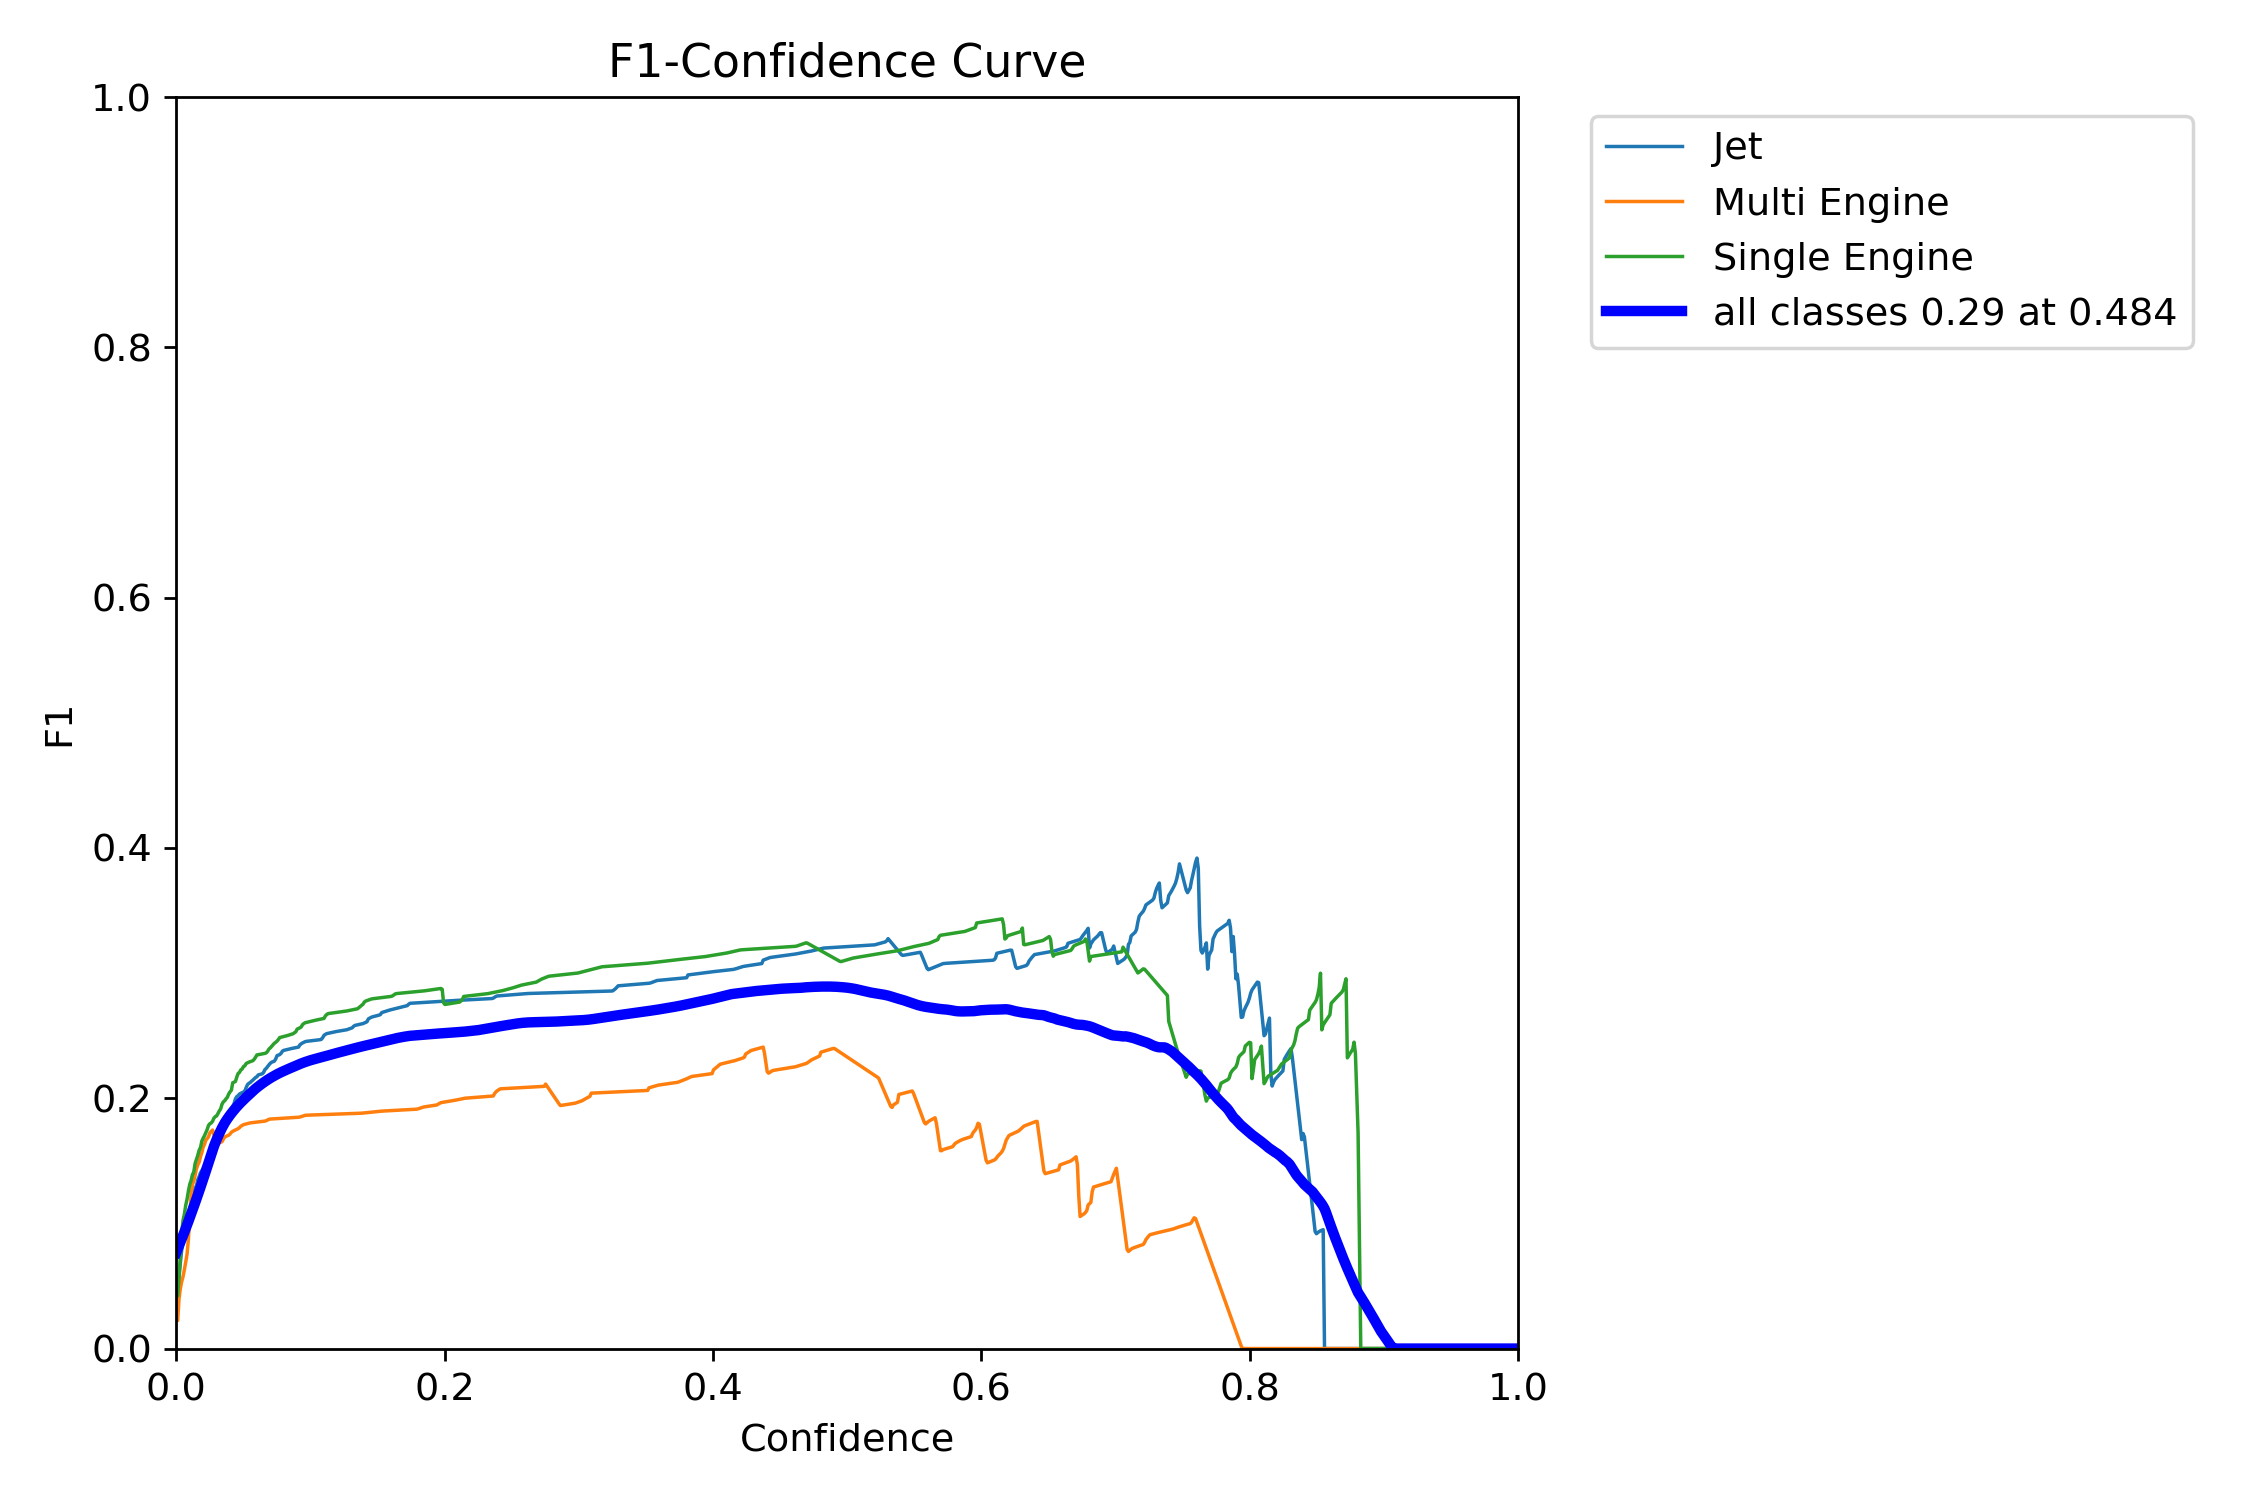 F1-Confidence Curve
1.0
0.8
0.6
0.4
0.2
0.0
F1
0.0 0.2 0.4 0.6 0.8 1.0
Confidence
Jet
Multi Engine
Single Engine
all classes 0.29 at 0.484